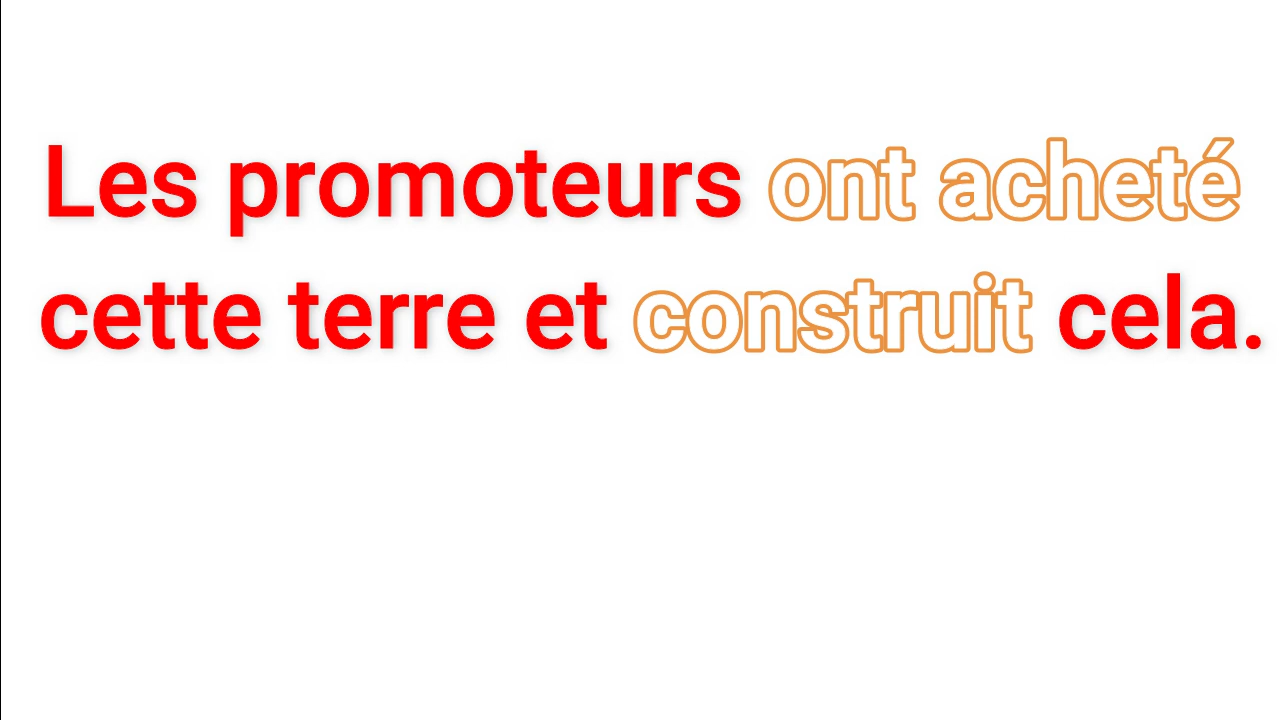 Les promoteurs ont acheté
cette terre et construit cela.